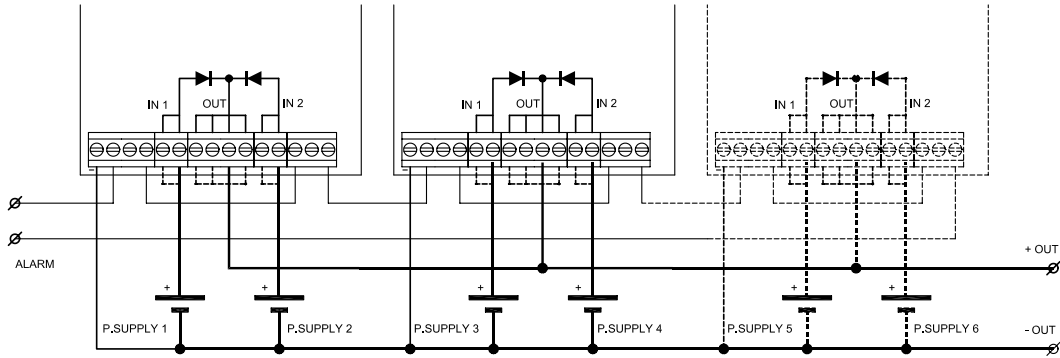 IN 1 OUT IN 2
IN 1 OUT IN 2
IN 1 OUT IN 2
-
-
-
ALARM
+ OUT
+ + + + + +
P.SUPPLY 1 P.SUPPLY 2 P.SUPPLY 3 P.SUPPLY 4 P.SUPPLY 5 P.SUPPLY 6
- OUT